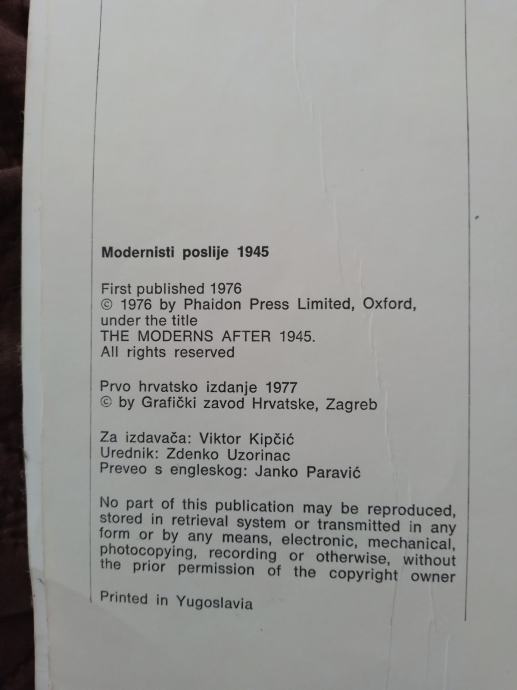 Modernisti poslije 1945
First published 1976
© 1976 by Phaidon Press Limited, Oxford,
under the title
THE MODERNS AFTER 1945.
All rights reserved
Prvo hrvatsko izdanje 1977
© by Grafički zavod Hrvatske, Zagreb
Za izdavača: Viktor Kipčić
Urednik: Zdenko Uzorinac
Preveo s engleskog: Janko Paravić
No part of this publication may be reproduced,
stored in retrieval system or transmitted in any
form or by any means, electronic, mechanical,
photocopying, recording or otherwise, without
the prior permission of the copyright owner
Printed in Yugoslavia